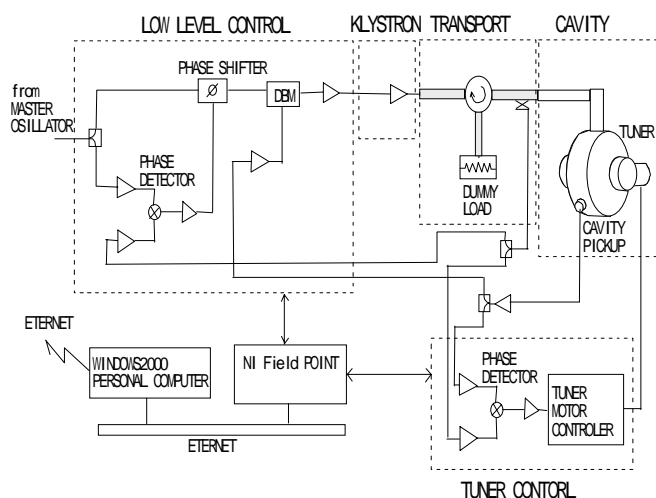 LOW LEVEL CONTROL
KLYSTRON
TRANSPORT
CAVITY
from
MASTER
OSILLATOR
PHASE SHIFTER
Ø
DBM
PHASE
DETECTOR
DUMMY
LOAD
TUNER
CAVITY
PICKUP
ETERNET
WINDOWS2000
PERSONAL COMPUTER
NI Field POINT
ETERNET
PHASE
DETECTOR
TUNER
MOTOR
CONTROLER
TUNER CONTORL